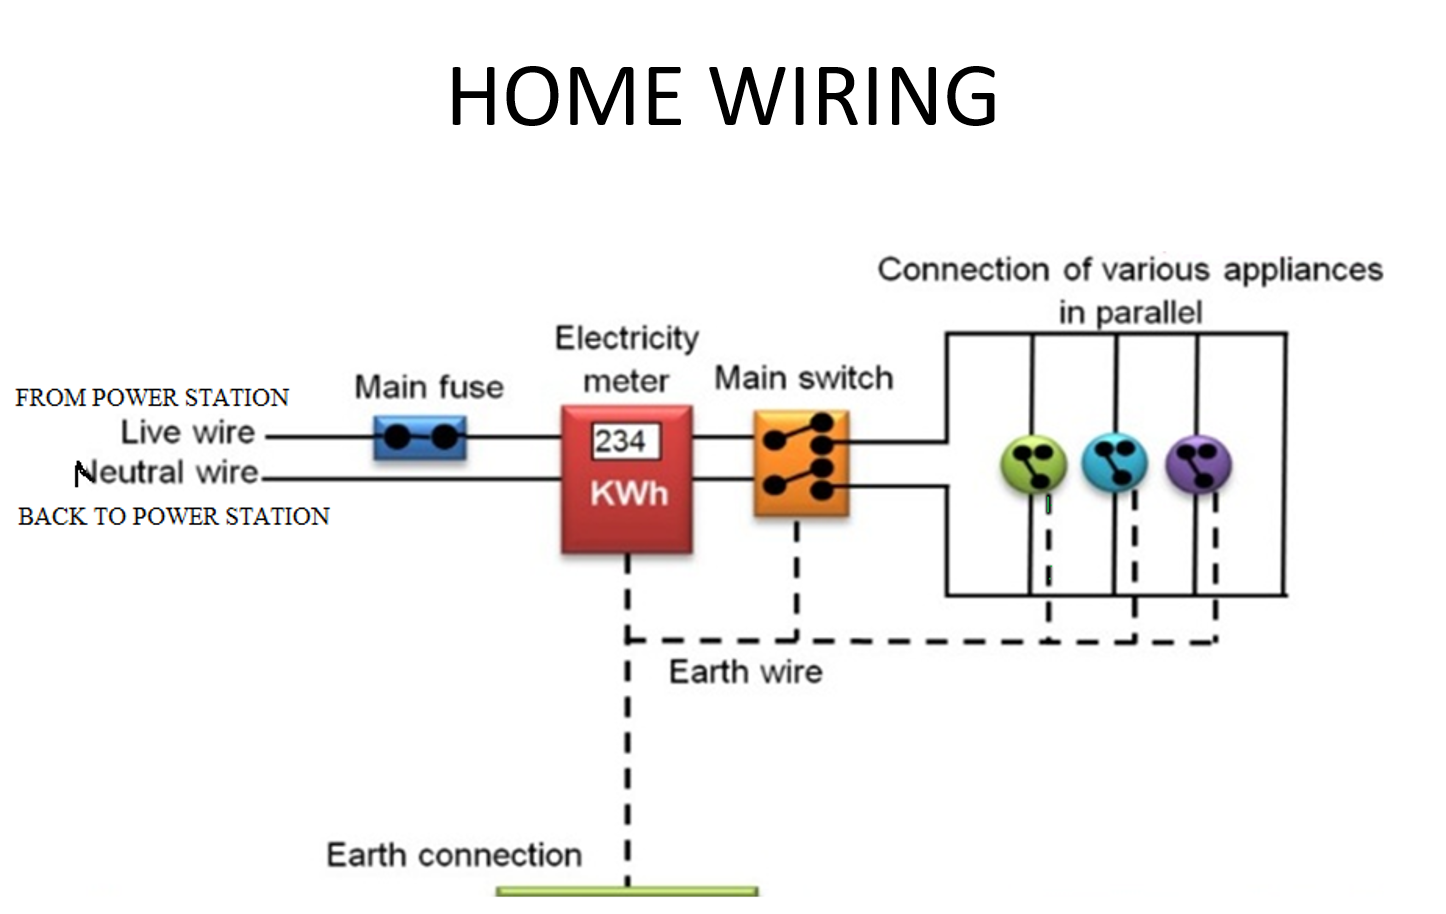 HOME WIRING
Connection of various appliances
in parallel
Electricity
meter
Main switch
Main fuse
FROM POWER STATION
Live wire
Neutral wire
BACK TO POWER STATION
234
KWh
Earth wire
Earth connection